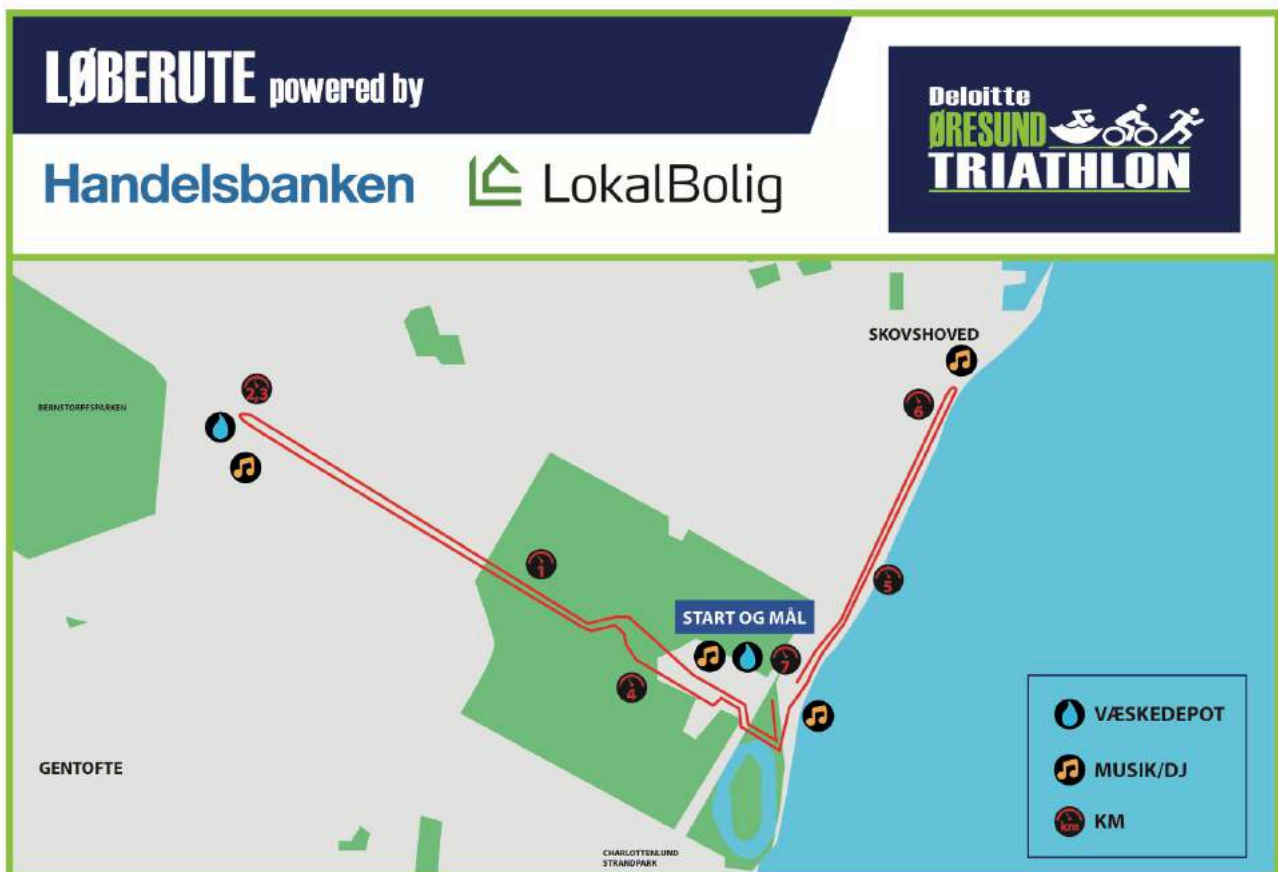 LØBERUTE powered by
Handelsbanken
LokalBolig
Deloitte
ØRESUND
TRIATHLON
SKOVSHOVED
2,3
BERNSTORFFSPARKEN
6
1
5
START OG MÅL
7
4
VÆSKEDEPOT
MUSIK/DJ
km KM
GENTOFTE
CHARLOTTENLUND
STRANDPARK